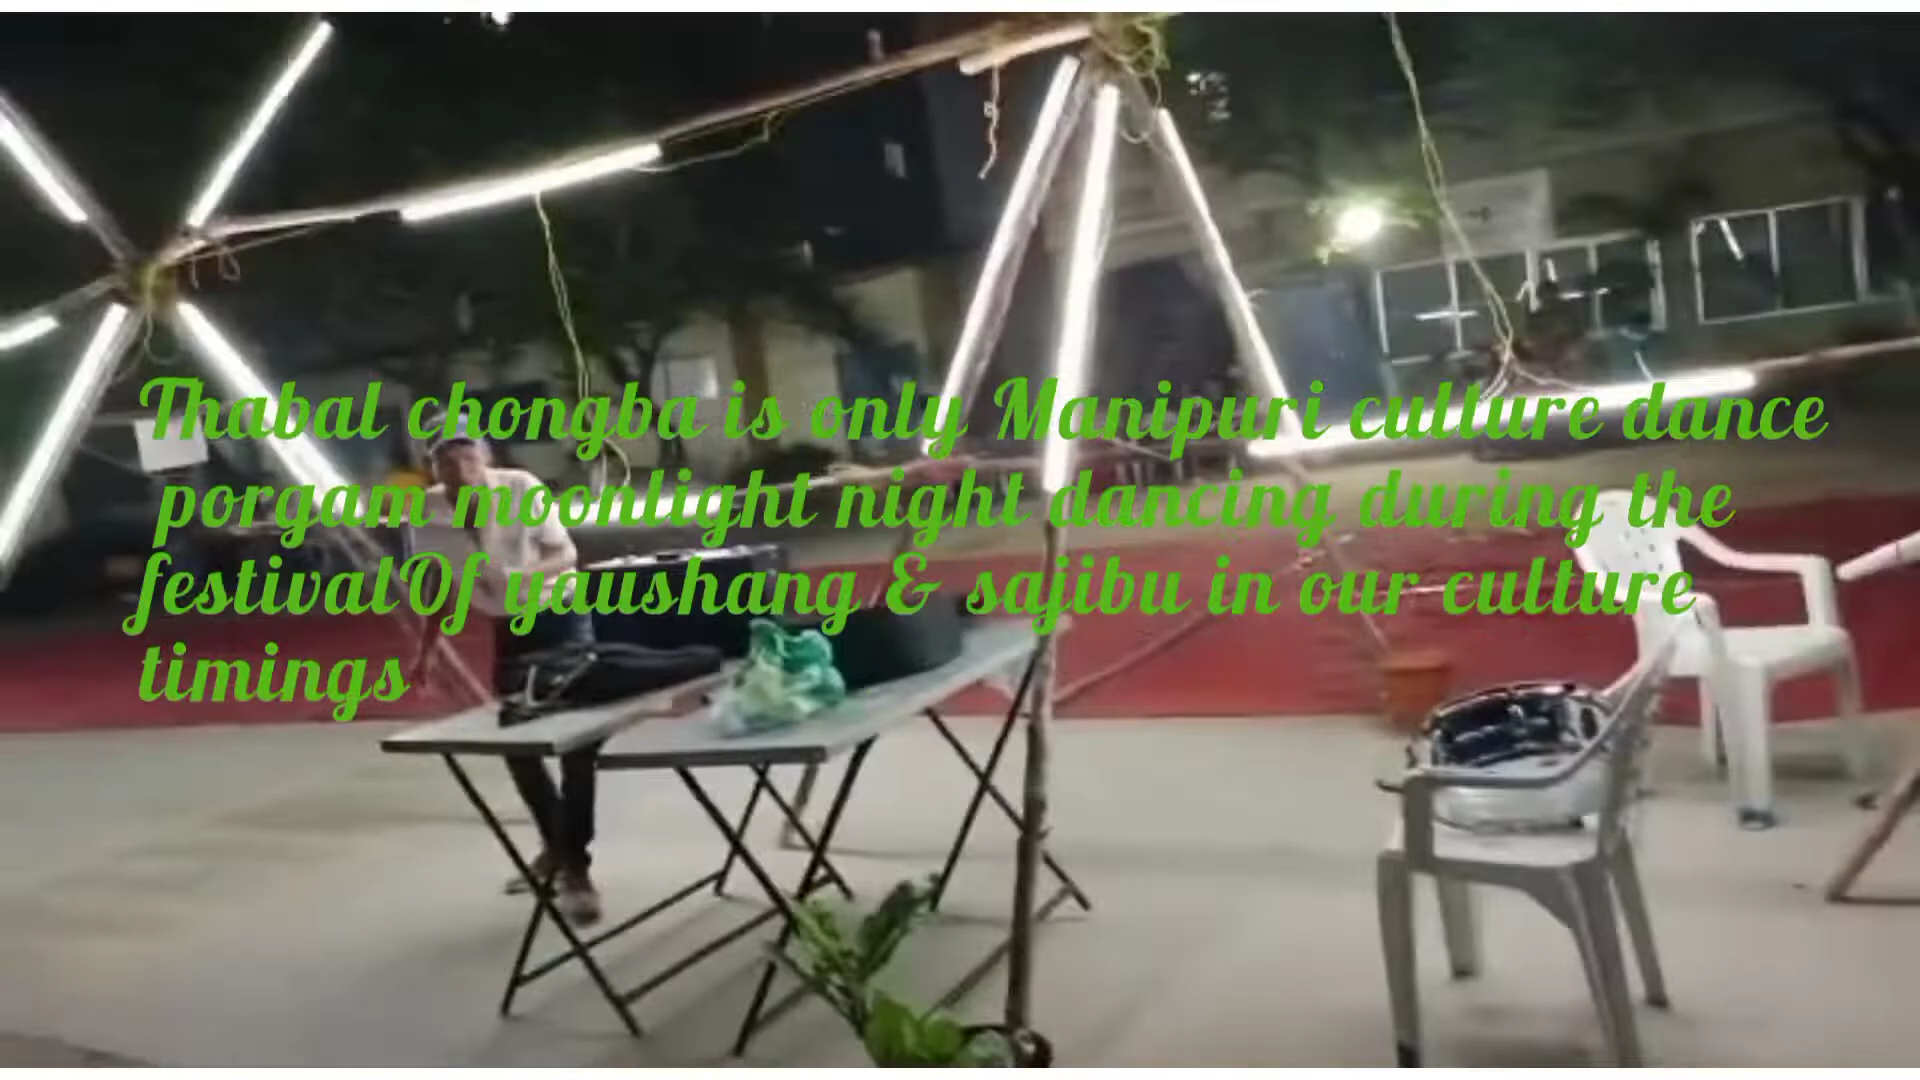 Thabal chongba is only Manipuri culture dance
porgam moonlight night dancing during the
festivalOf yaushang & sajibu in our culture
timings